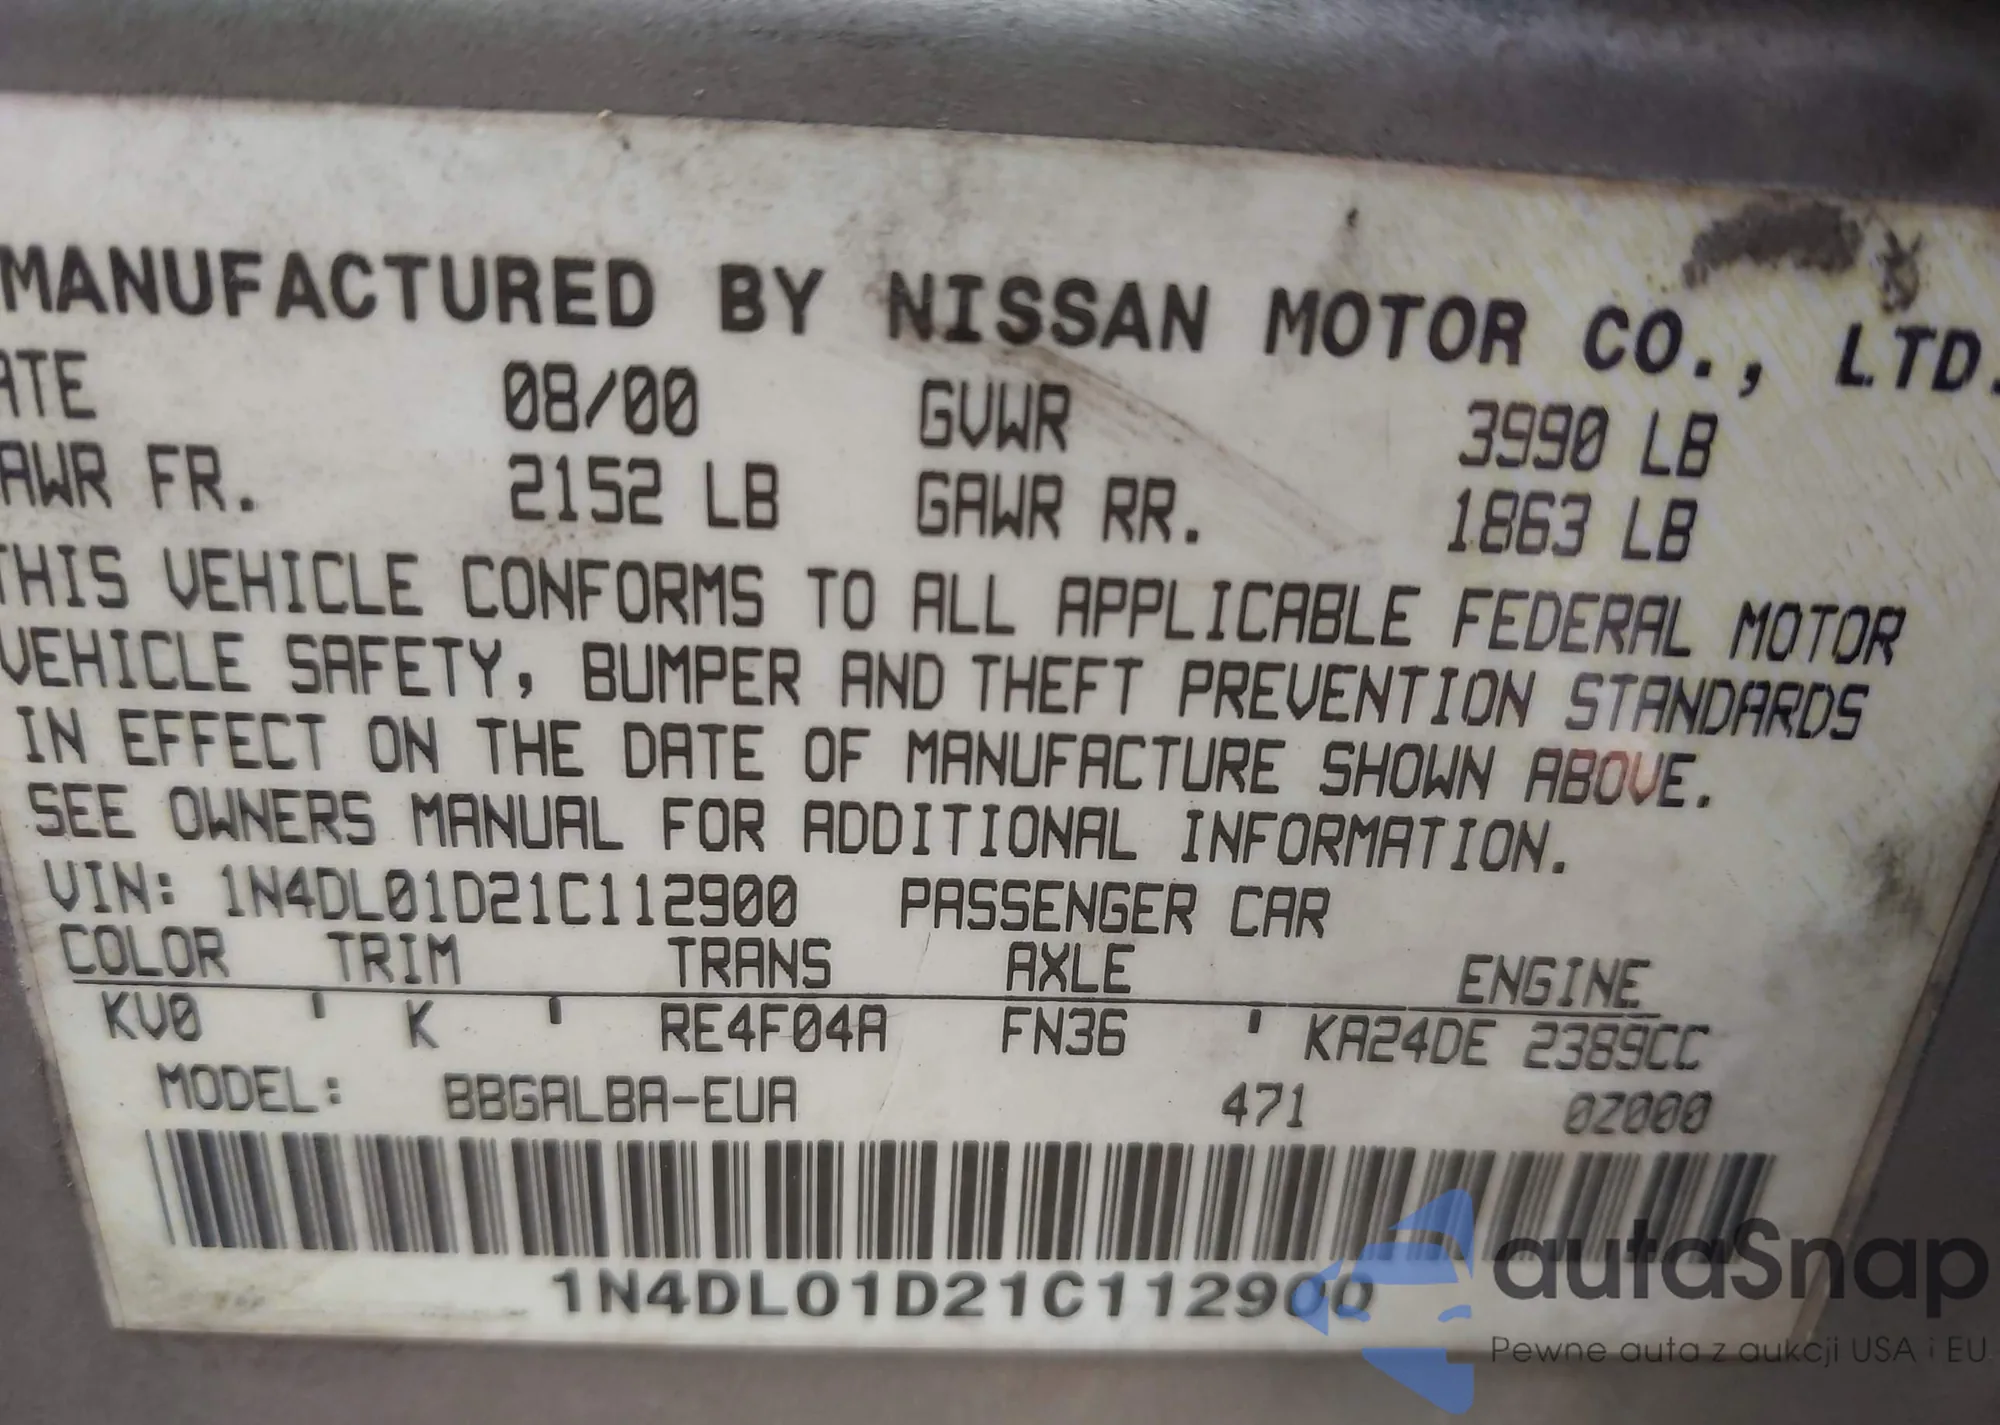 MANUFACTURED BY NISSAN MOTOR CO., LTD.
ATE 08/00 GVWR 3990 LB
AWR FR. 2152 LB GAWR RR. 1863 LB
THIS VEHICLE CONFORMS TO ALL APPLICABLE FEDERAL MOTOR
VEHICLE SAFETY, BUMPER AND THEFT PREVENTION STANDARDS
IN EFFECT ON THE DATE OF MANUFACTURE SHOWN ABOVE.
SEE OWNERS MANUAL FOR ADDITIONAL INFORMATION.
VIN: 1N4DL01D21C112900 PASSENGER CAR
COLOR TRIM TRANS AXLE ENGINE
KV0 ' K ' RE4F04A FN36 ' KA24DE 2389CC
MODEL: BBGALBA-EUA 471 0Z000
1N4DL01D21C112900
autaSnap
Pewne auta z aukcji USA i EU